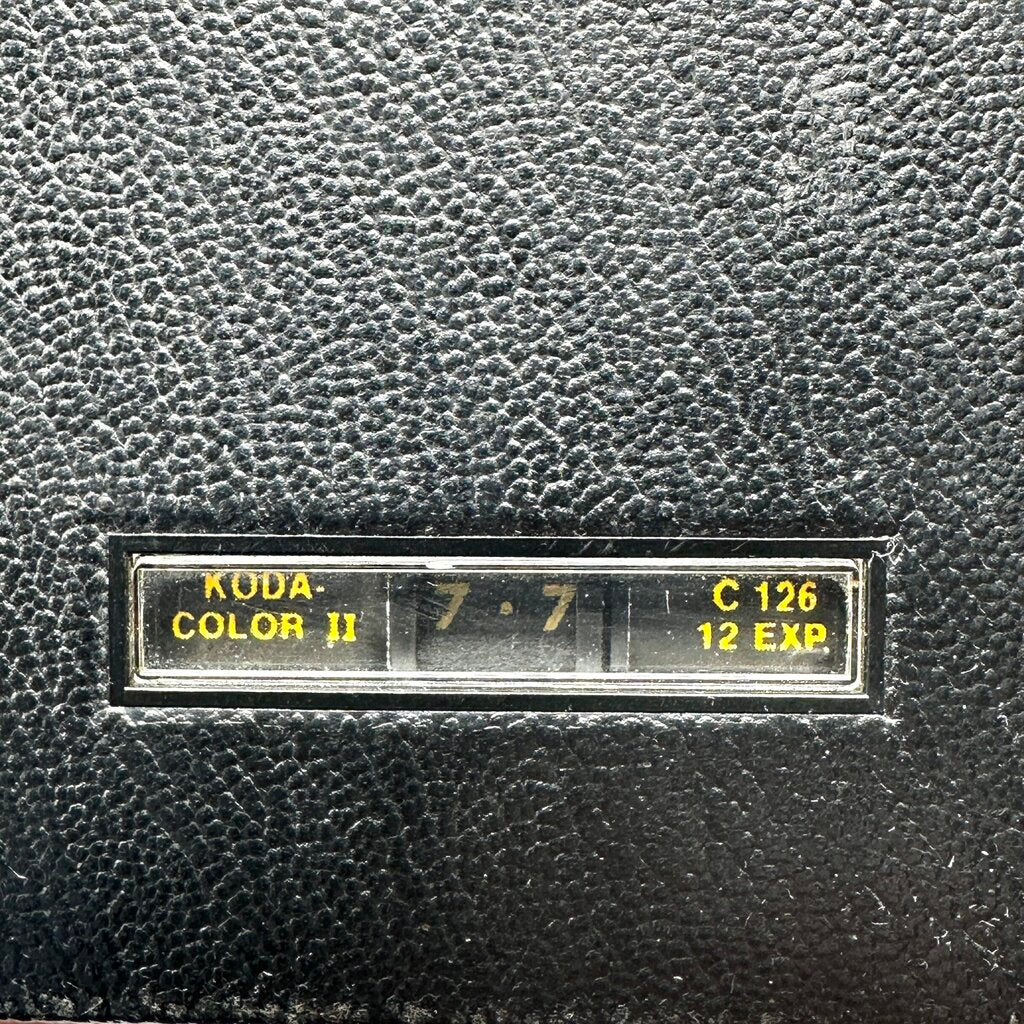 KODA-
COLOR II
7 · 7
C 126
12 EXP.